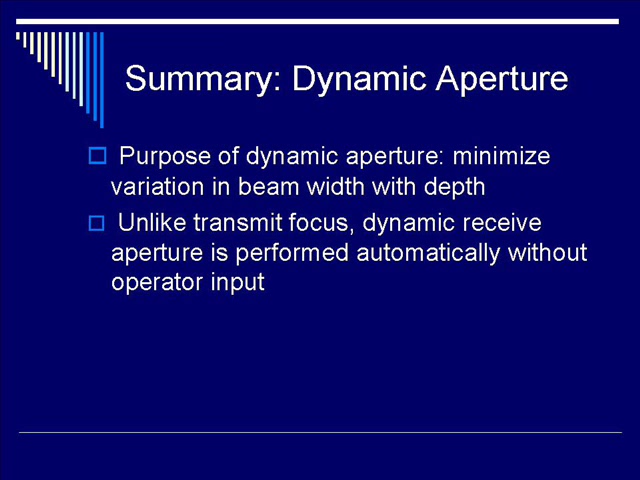 Summary: Dynamic Aperture
Purpose of dynamic aperture: minimize
variation in beam width with depth
Unlike transmit focus, dynamic receive
aperture is performed automatically without
operator input